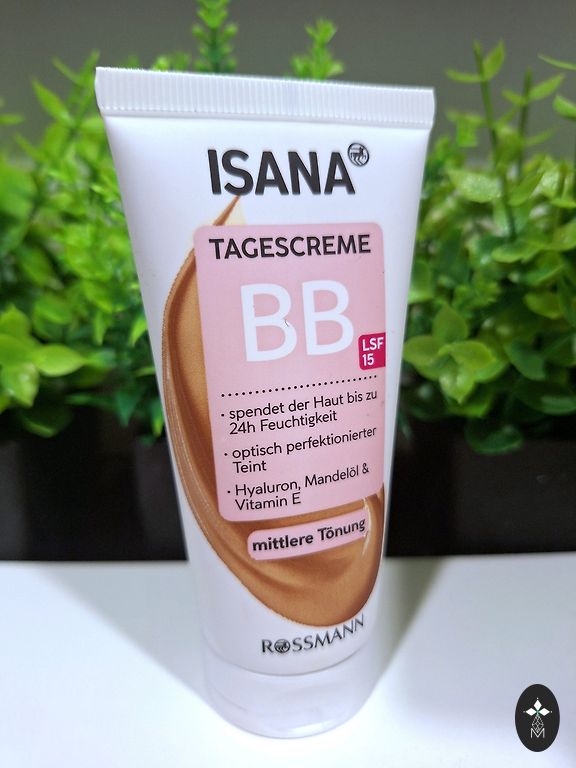 ISANA
TAGESCREME
BB
LSF
15
· spendet der Haut bis zu
24h Feuchtigkeit
· optisch perfektionierter
Teint
· Hyaluron, Mandelöl &
Vitamin E
mittlere Tönung
ROSSMANN
M